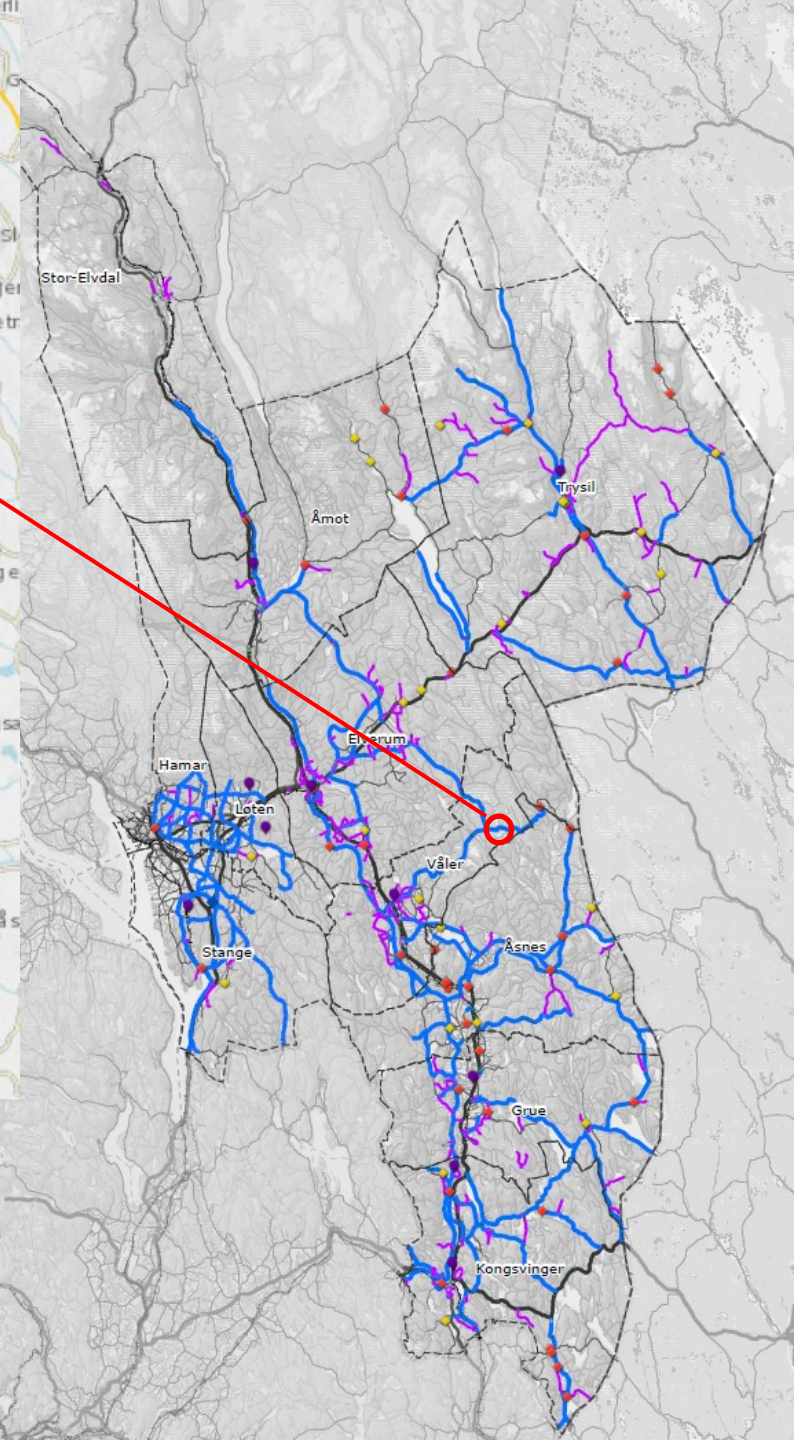 Stor-Elvdal
Trysil
Åmot
Elverum
Hamar
Løten
Våler
Åsnes
Stange
Grue
Kongsvinger